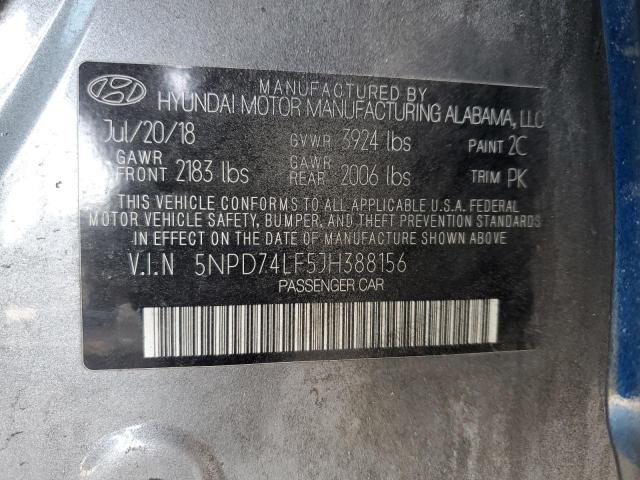 MANUFACTURED BY
HYUNDAI MOTOR MANUFACTURING ALABAMA, LLC
Jul/20/18 GVWR 3924 lbs PAINT 2C
GAWR FRONT 2183 lbs GAWR REAR 2006 lbs TRIM PK
THIS VEHICLE CONFORMS TO ALL APPLICABLE U.S.A. FEDERAL
MOTOR VEHICLE SAFETY, BUMPER, AND THEFT PREVENTION STANDARDS
IN EFFECT ON THE DATE OF MANUFACTURE SHOWN ABOVE.
V.I.N 5NPD74LF5JH388156
PASSENGER CAR